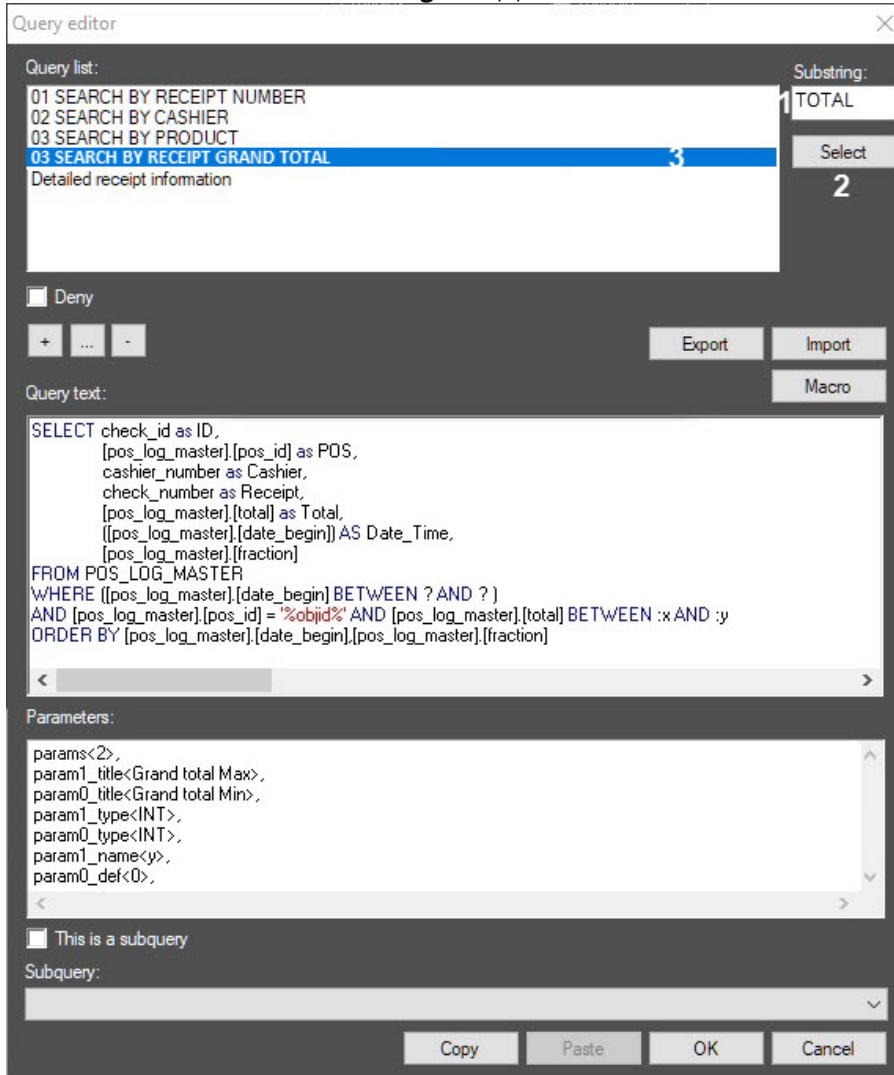 Query editor
Query list:
Substring:
01 SEARCH BY RECEIPT NUMBER
02 SEARCH BY CASHIER
03 SEARCH BY PRODUCT
03 SEARCH BY RECEIPT GRAND TOTAL
Detailed receipt information
1
TOTAL
3
Select
2
Deny
+
...
-
Export
Import
Macro
Query text:
SELECT check_id as ID,
[pos_log_master].[pos_id] as POS,
cashier_number as Cashier,
check_number as Receipt,
[pos_log_master].[total] as Total,
([pos_log_master].[date_begin]) AS Date_Time,
[pos_log_master].[fraction]
FROM POS_LOG_MASTER
WHERE ([pos_log_master].[date_begin] BETWEEN ? AND ? )
AND [pos_log_master].[pos_id] = '%objid%' AND [pos_log_master].[total] BETWEEN :x AND :y
ORDER BY [pos_log_master].[date_begin],[pos_log_master].[fraction]
Parameters:
params<2>,
param1_title<Grand total Max>,
param0_title<Grand total Min>,
param1_type<INT>,
param0_type<INT>,
param1_name<y>,
param0_def<0>,
This is a subquery
Subquery:
Copy
Paste
OK
Cancel